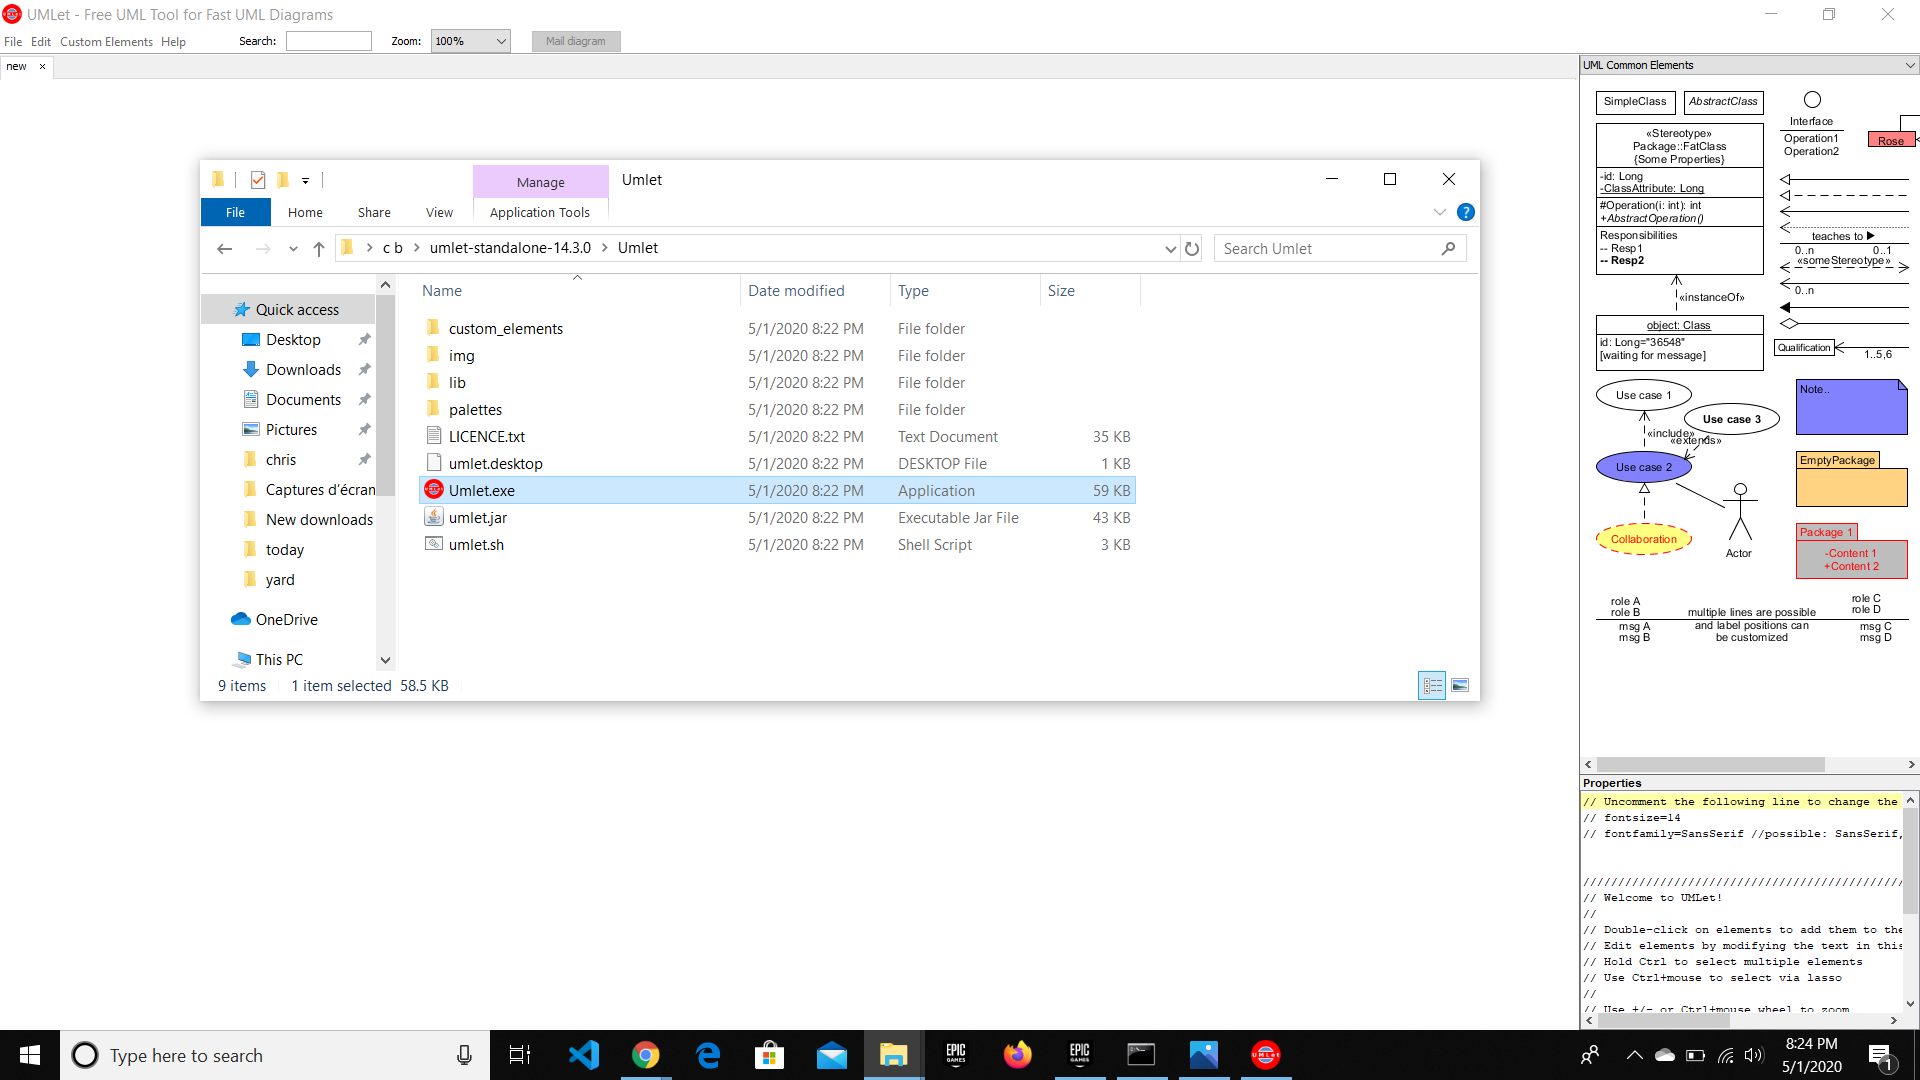 UMLet - Free UML Tool for Fast UML Diagrams
File Edit Custom Elements Help Search: Zoom: 100% Mail diagram
new
UML Common Elements
SimpleClass
AbstractClass
Interface
Operation1
Operation2
Rose
«Stereotype»
Package::FatClass
{Some Properties}
-id: Long
-ClassAttribute: Long
#Operation(i: int): int
+AbstractOperation()
Responsibilities
-- Resp1
-- Resp2
teaches to
0..n 0..1
«someStereotype»
0..n
«instanceOf»
object: Class
id: Long="36548"
[waiting for message]
Qualification
1..5,6
Use case 1
Use case 3
«include»
«extends»
Use case 2
Collaboration
Actor
Note..
EmptyPackage
Package 1
-Content 1
+Content 2
role A
role B
msg A
msg B
multiple lines are possible
and label positions can
be customized
role C
role D
msg C
msg D
Properties
// Uncomment the following line to change the
// fontsize=14
// fontfamily=SansSerif //possible: SansSerif,
//////////////////////////////////////////////
// Welcome to UMLet!
//
// Double-click on elements to add them to the
// Edit elements by modifying the text in this
// Hold Ctrl to select multiple elements
// Use Ctrl+mouse to select via lasso
//
// Use +/- or Ctrl+mouse wheel to zoom
Manage
Umlet
File Home Share View Application Tools
c b umlet-standalone-14.3.0 Umlet
Search Umlet
Quick access
Desktop
Downloads
Documents
Pictures
chris
Captures d'écran
New downloads
today
yard
OneDrive
This PC
Name Date modified Type Size
custom_elements 5/1/2020 8:22 PM File folder
img 5/1/2020 8:22 PM File folder
lib 5/1/2020 8:22 PM File folder
palettes 5/1/2020 8:22 PM File folder
LICENCE.txt 5/1/2020 8:22 PM Text Document 35 KB
umlet.desktop 5/1/2020 8:22 PM DESKTOP File 1 KB
Umlet.exe 5/1/2020 8:22 PM Application 59 KB
umlet.jar 5/1/2020 8:22 PM Executable Jar File 43 KB
umlet.sh 5/1/2020 8:22 PM Shell Script 3 KB
9 items 1 item selected 58.5 KB
Type here to search
EPIC GAMES
EPIC GAMES
UMLet
8:24 PM
5/1/2020
1